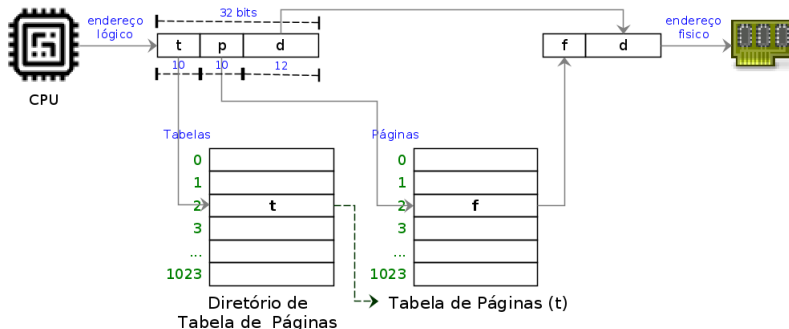 32 bits
endereço
lógico
endereço
fisico
t p d
f d
CPU
10 10 12
Tabelas
Páginas
0
1
2 t
3
...
1023
0
1
2 f
3
...
1023
Diretório de
Tabela de Páginas
Tabela de Páginas (t)